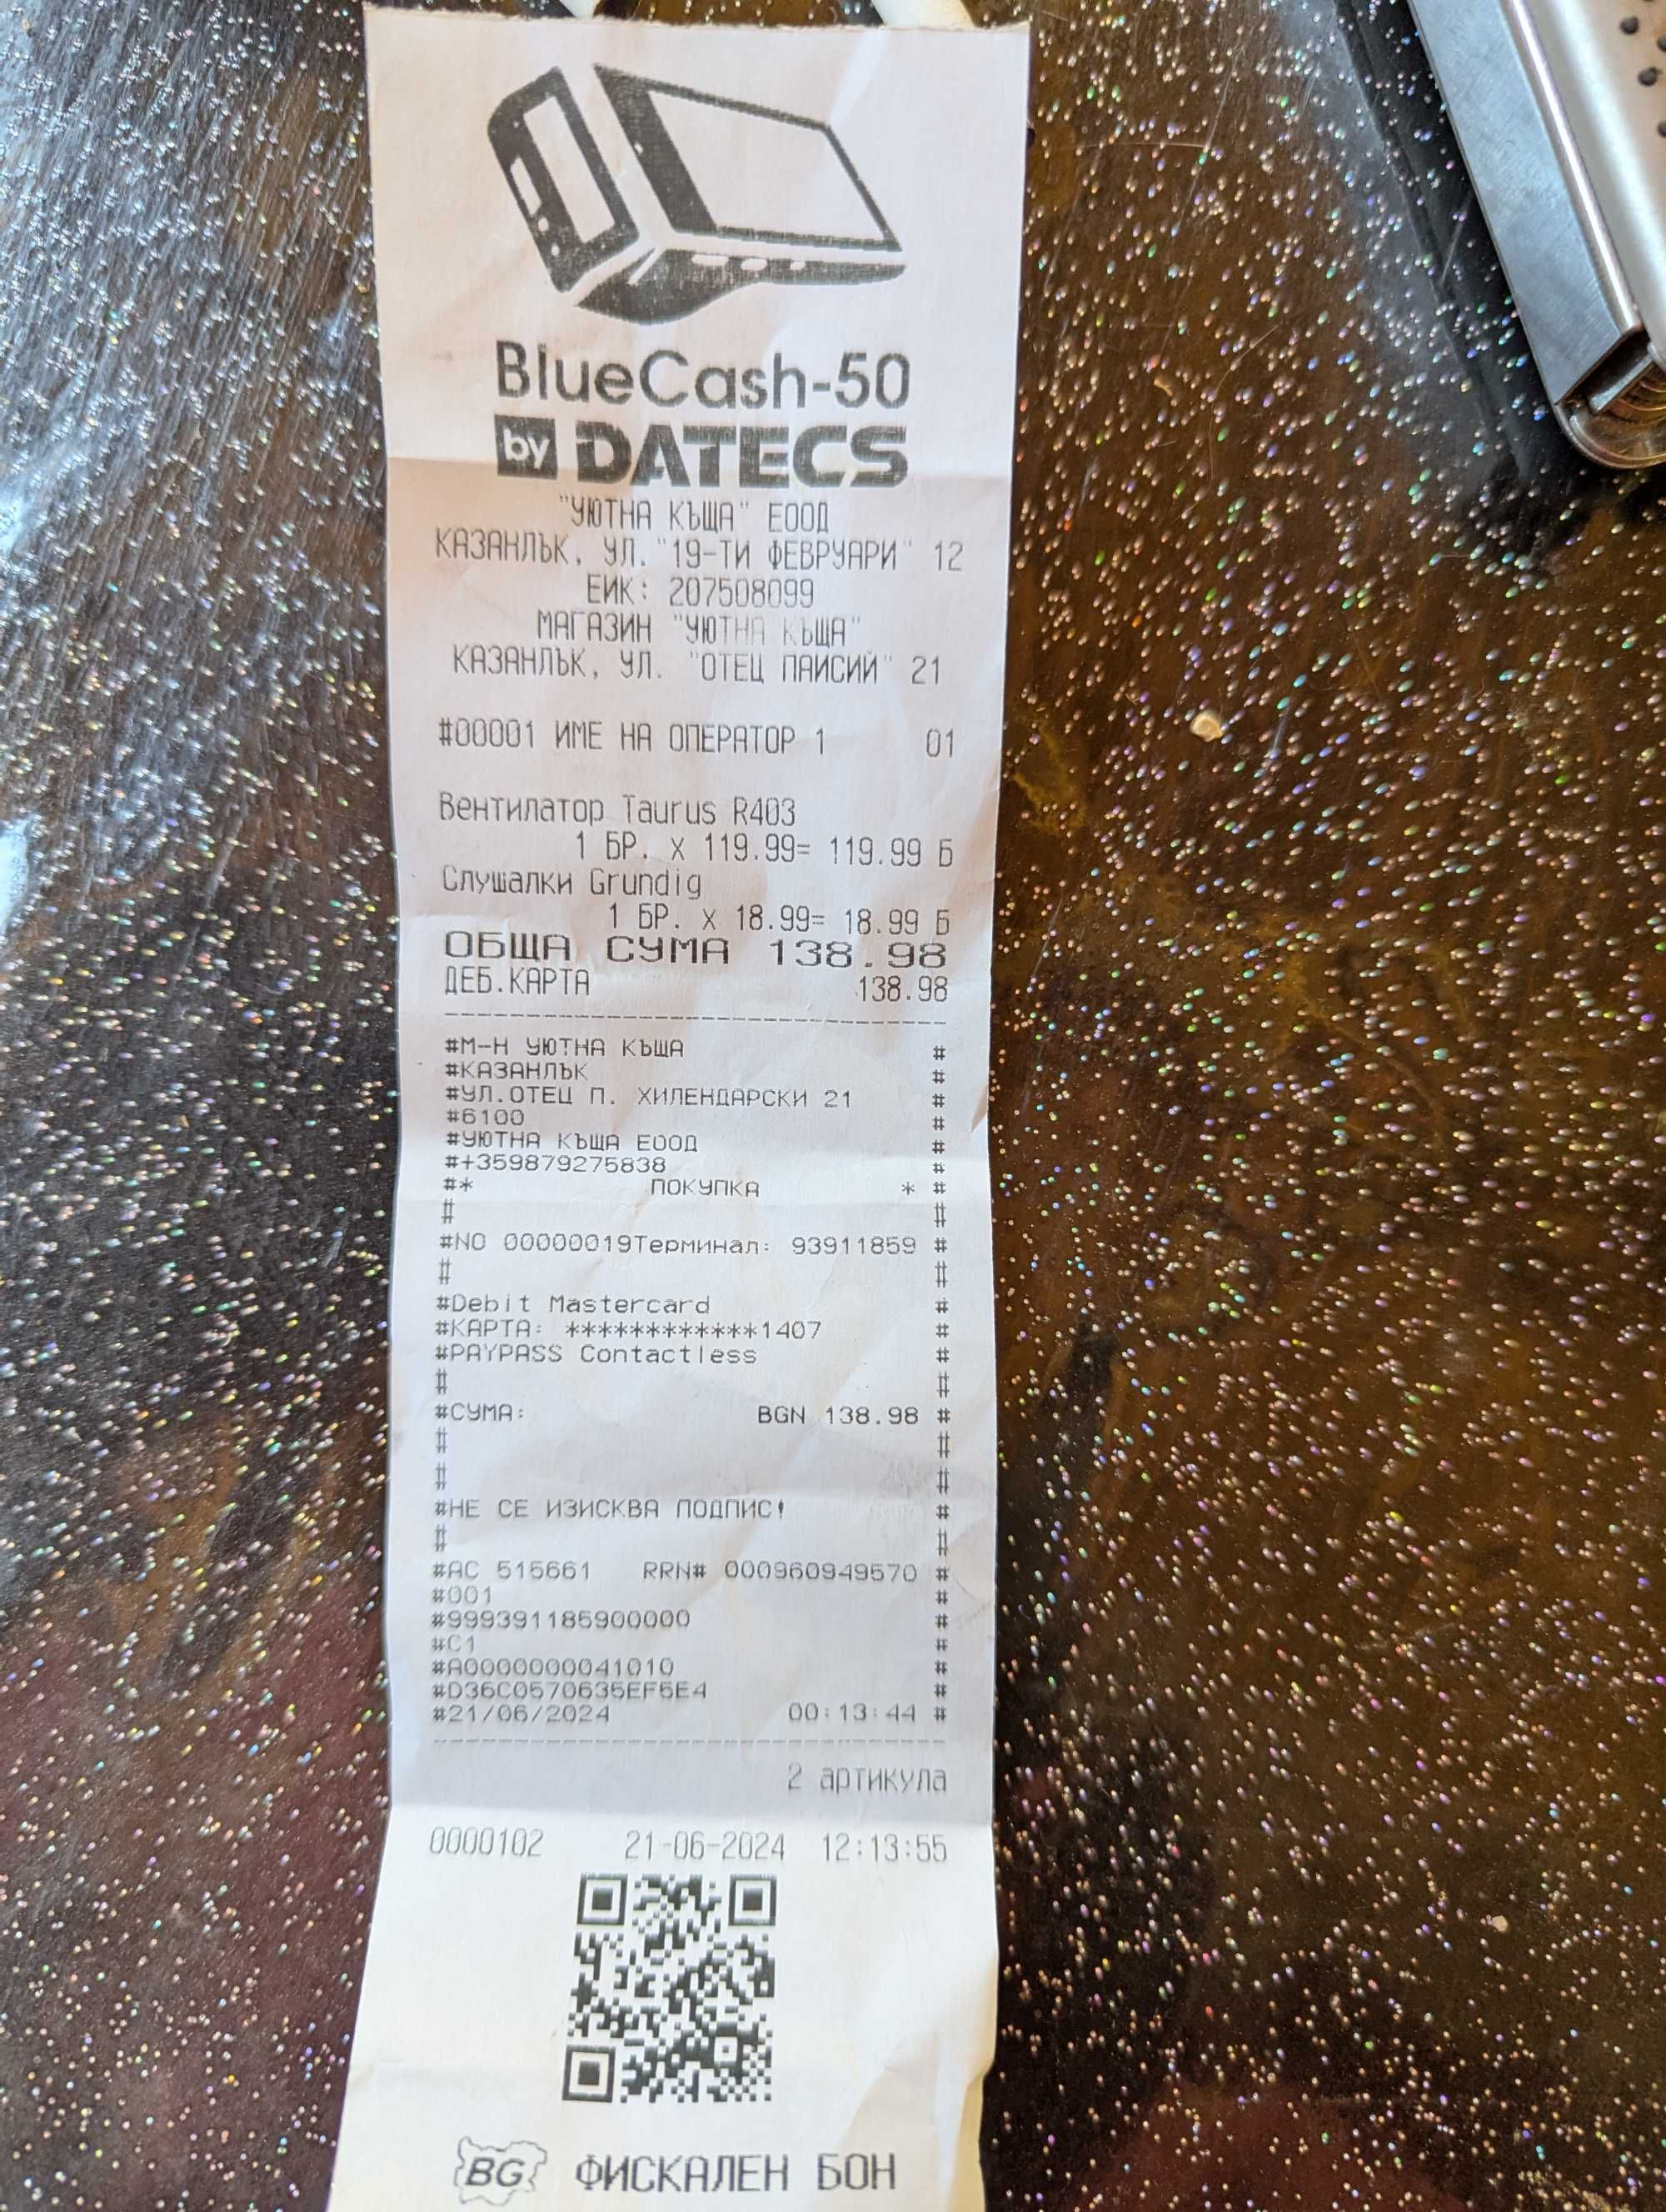 BlueCash-50
by DATECS
"УЮТНА КЪЩА" ЕООД
КАЗАНЛЪК, УЛ. "19-ТИ ФЕВРУАРИ" 12
ЕИК: 207508099
МАГАЗИН "УЮТНА КЪЩА"
КАЗАНЛЪК, УЛ. "ОТЕЦ ПАИСИЙ" 21
#00001 ИМЕ НА ОПЕРАТОР 1 01
Вентилатор Taurus R403
1 БР. X 119.99= 119.99 Б
Слушалки Grundig
1 БР. X 18.99= 18.99 Б
ОБЩА СУМА 138.98
ДЕБ.КАРТА 138.98
#М-Н УЮТНА КЪЩА #
#КАЗАНЛЪК #
#УЛ.ОТЕЦ П. ХИЛЕНДАРСКИ 21 #
#6100 #
#УЮТНА КЪЩА ЕООД #
#+359879275838 #
#* ПОКУПКА * #
# #
#NO 00000019Терминал: 93911859 #
# #
#Debit Mastercard #
#КАРТА: ************1407 #
#PAYPASS Contactless #
# #
#СУМА: BGN 138.98 #
# #
# #
#НЕ СЕ ИЗИСКВА ПОДПИС! #
# #
#AC 515661 RRN# 000960949570 #
#001 #
#999391185900000 #
#C1 #
#A0000000041010 #
#D36C0570635EF5E4 #
#21/06/2024 00:13:44 #
2 артикула
0000102 21-06-2024 12:13:55
BG ФИСКАЛЕН БОН